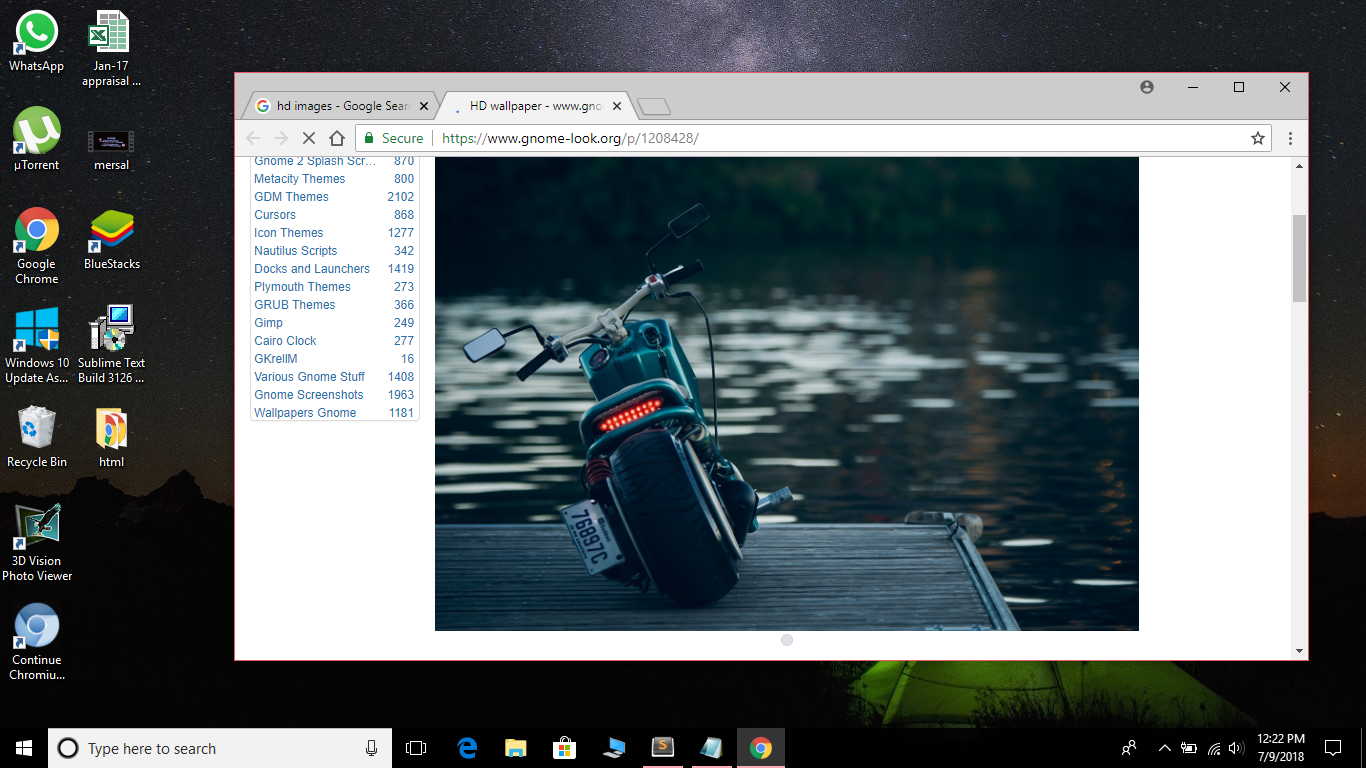 WhatsApp
Jan-17
appraisal ...
µTorrent
mersal
Google
Chrome
BlueStacks
Windows 10
Update As...
Sublime Text
Build 3126 ...
Recycle Bin
html
3D Vision
Photo Viewer
Continue
Chromiu...
hd images - Google Sear
HD wallpaper - www.gno
Secure
https://www.gnome-look.org/p/1208428/
Gnome 2 Splash Scr... 870
Metacity Themes 800
GDM Themes 2102
Cursors 868
Icon Themes 1277
Nautilus Scripts 342
Docks and Launchers 1419
Plymouth Themes 273
GRUB Themes 366
Gimp 249
Cairo Clock 277
GKrellM 16
Various Gnome Stuff 1408
Gnome Screenshots 1963
Wallpapers Gnome 1181
76897C
Type here to search
12:22 PM
7/9/2018